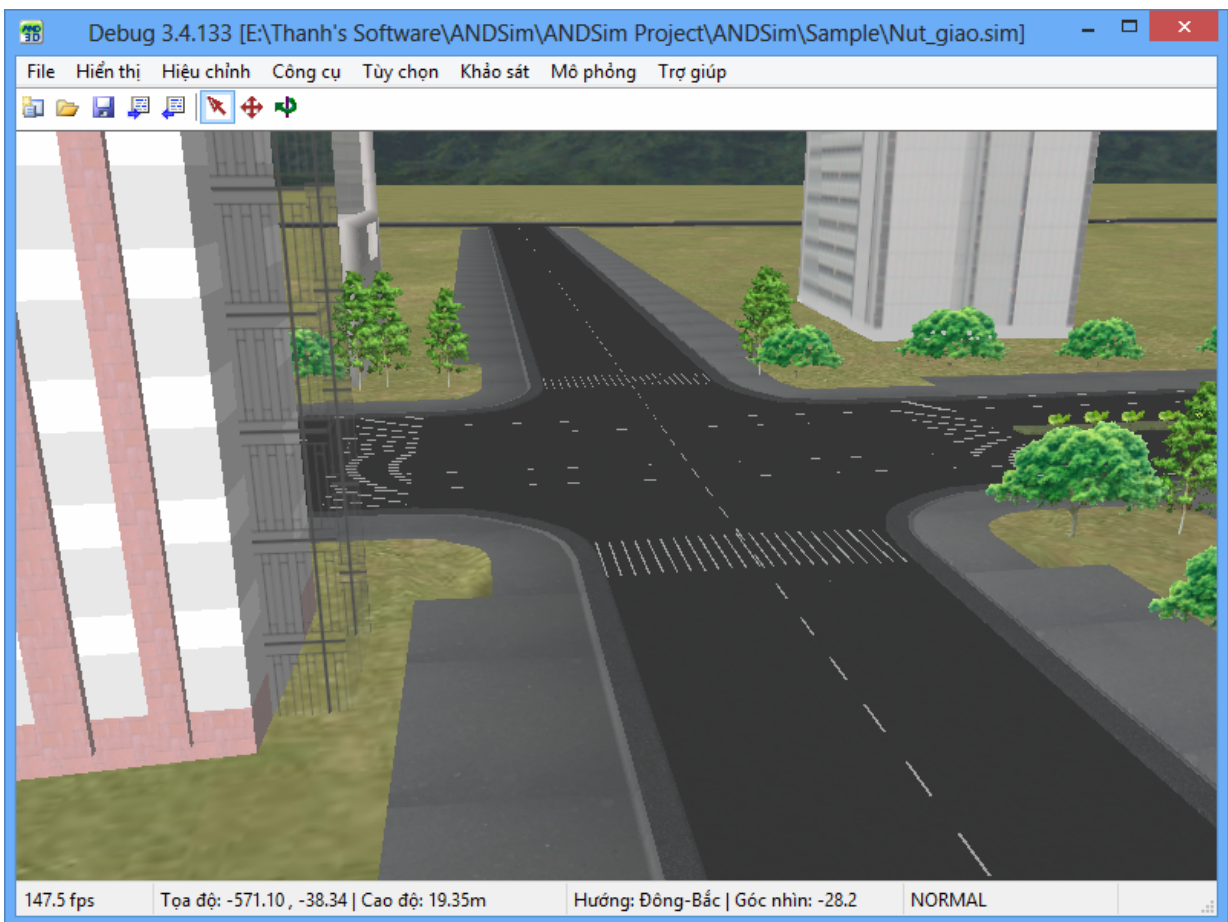 AND
3D
Debug 3.4.133 [E:\Thanh's Software\ANDSim\ANDSim Project\ANDSim\Sample\Nut_giao.sim]
File Hiển thị Hiệu chỉnh Công cụ Tùy chọn Khảo sát Mô phỏng Trợ giúp
147.5 fps Tọa độ: -571.10 , -38.34 | Cao độ: 19.35m Hướng: Đông-Bắc | Góc nhìn: -28.2 NORMAL